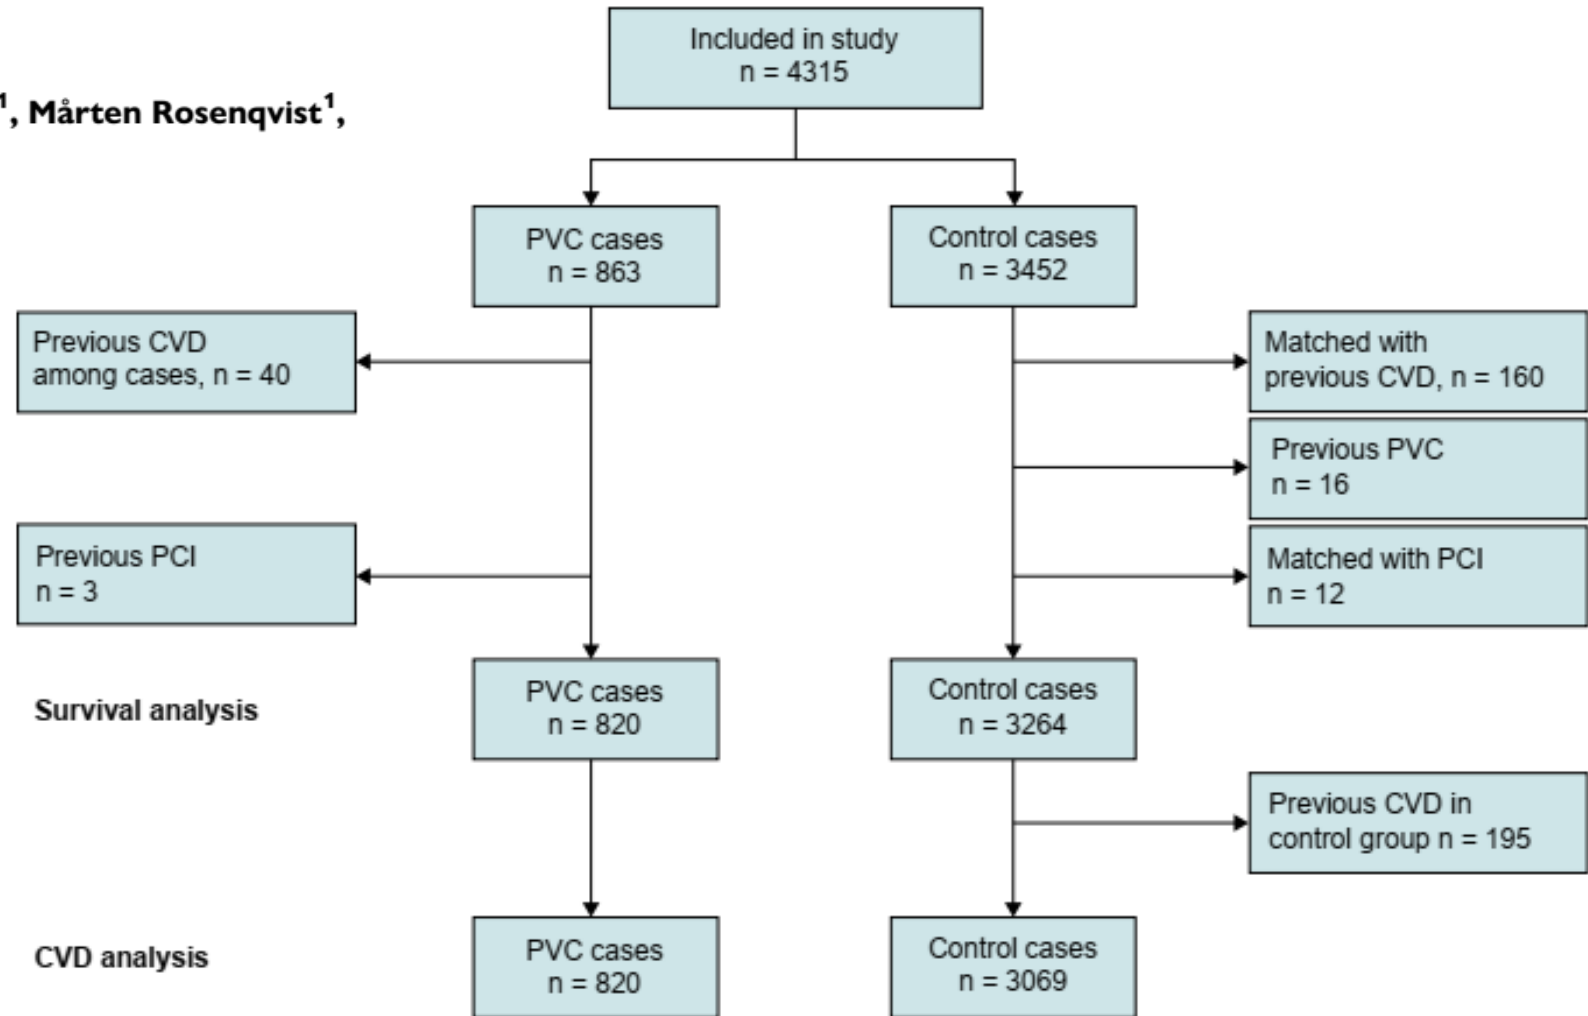 Included in study
n = 4315
¹, Mårten Rosenqvist¹,
PVC cases
n = 863
Control cases
n = 3452
Previous CVD
among cases, n = 40
Matched with
previous CVD, n = 160
Previous PVC
n = 16
Previous PCI
n = 3
Matched with PCI
n = 12
Survival analysis
PVC cases
n = 820
Control cases
n = 3264
Previous CVD in
control group n = 195
CVD analysis
PVC cases
n = 820
Control cases
n = 3069